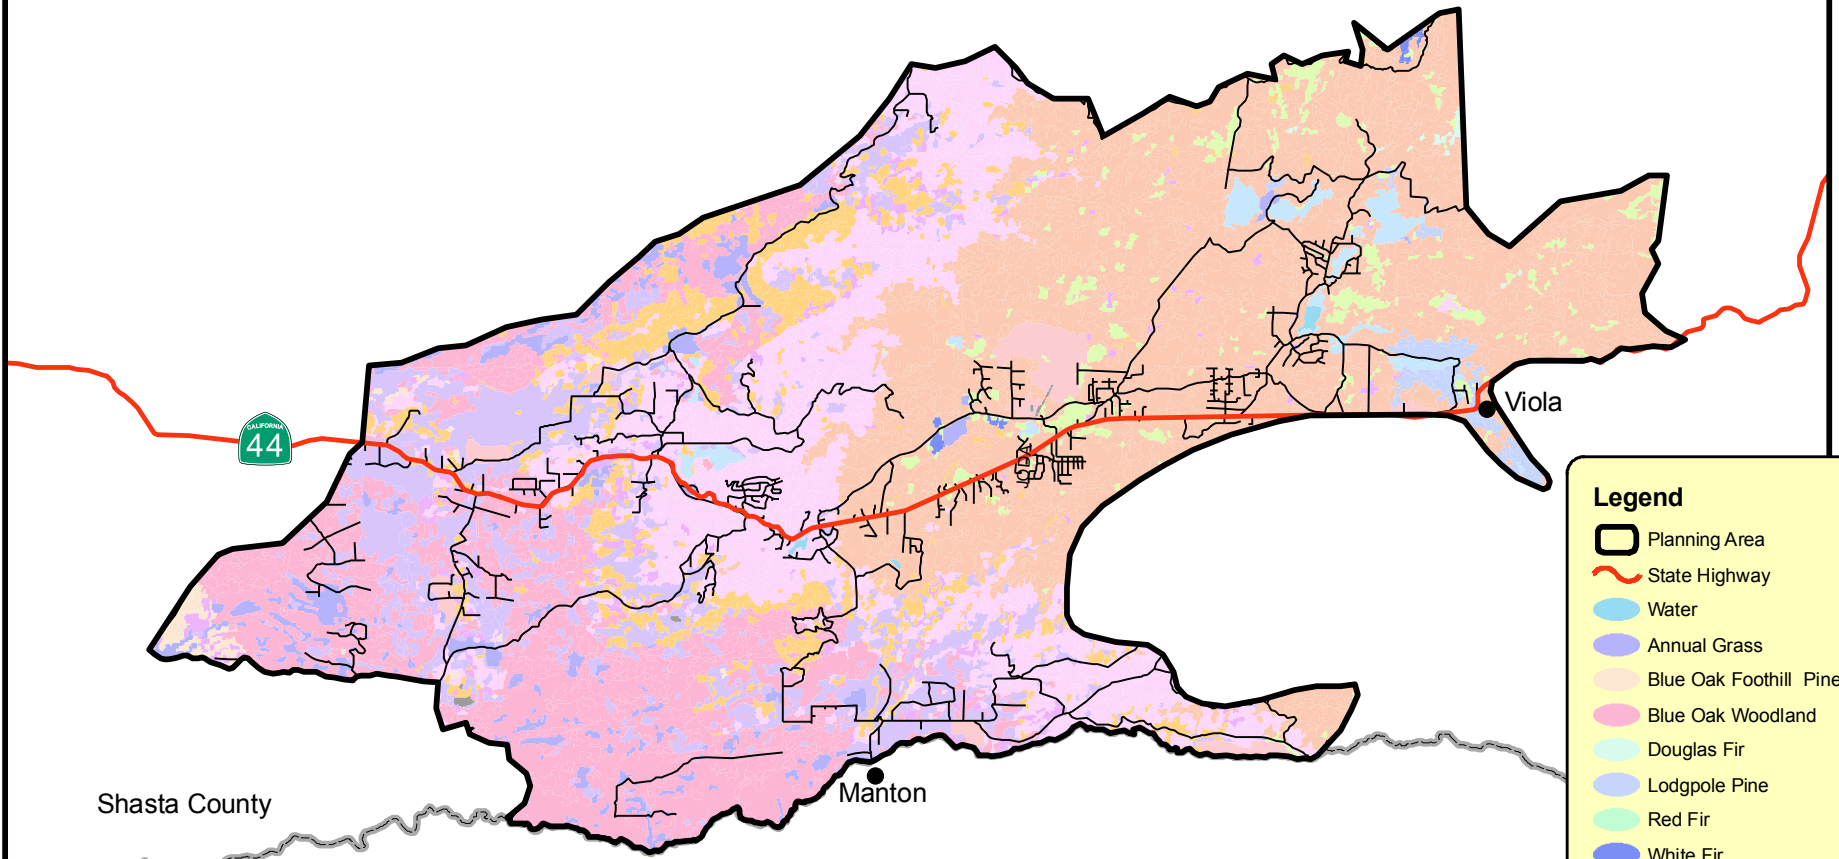 CALIFORNIA
44
Viola
Manton
Shasta County
Legend
Planning Area
State Highway
Water
Annual Grass
Blue Oak Foothill Pine
Blue Oak Woodland
Douglas Fir
Lodgpole Pine
Red Fir
White Fir